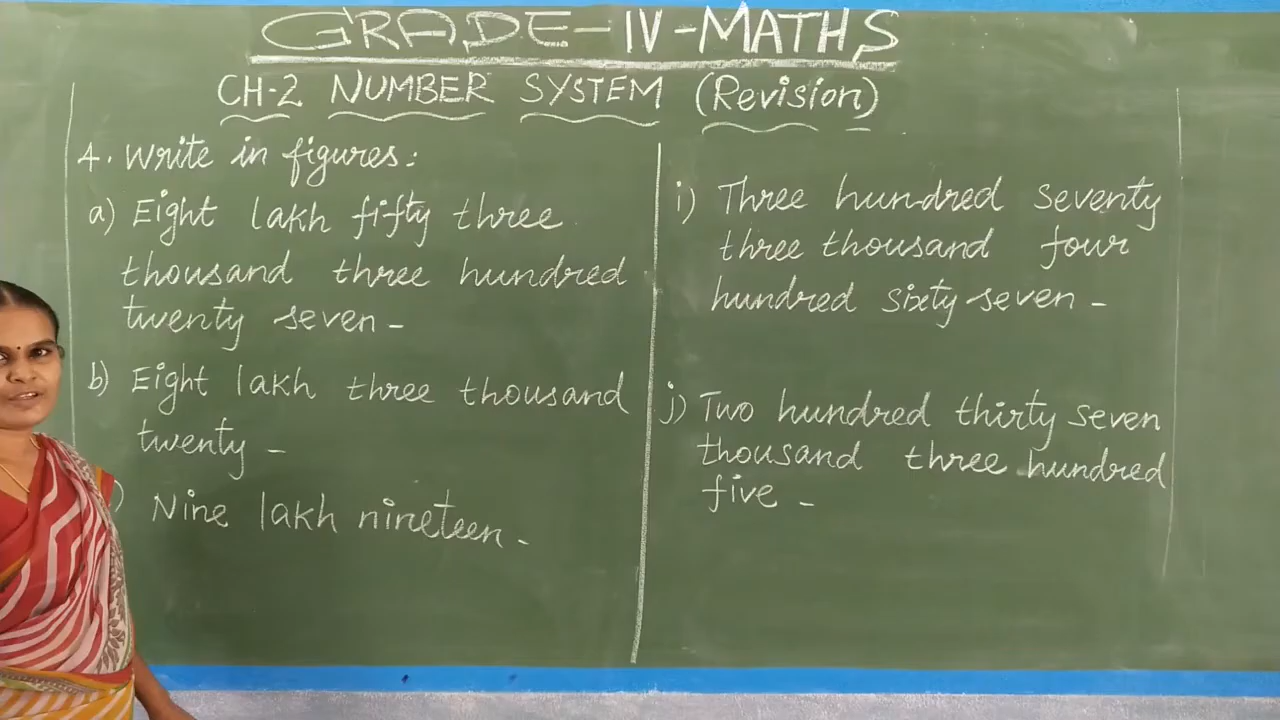 GRADE-IV-MATHS
CH-2 NUMBER SYSTEM (Revision)
4. Write in figures:
a) Eight lakh fifty three
thousand three hundred
twenty seven -
b) Eight lakh three thousand
twenty -
) Nine lakh nineteen -
i) Three hundred seventy
three thousand four
hundred sixty seven -
j) Two hundred thirty seven
thousand three hundred
five -